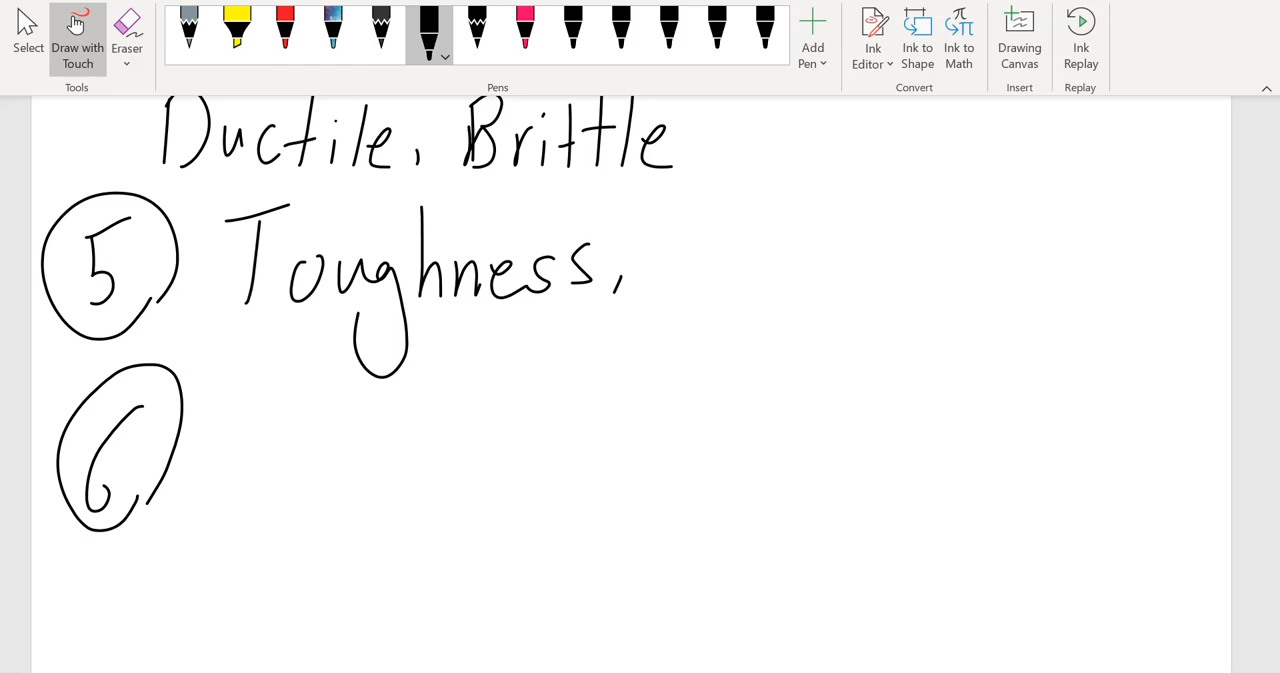 Select
Draw with Touch
Eraser
Tools
Pens
Add Pen
Ink Editor
Ink to Shape
Ink to Math
Convert
Drawing Canvas
Insert
Ink Replay
Replay
Ductile, Brittle
5, Toughness,
6,